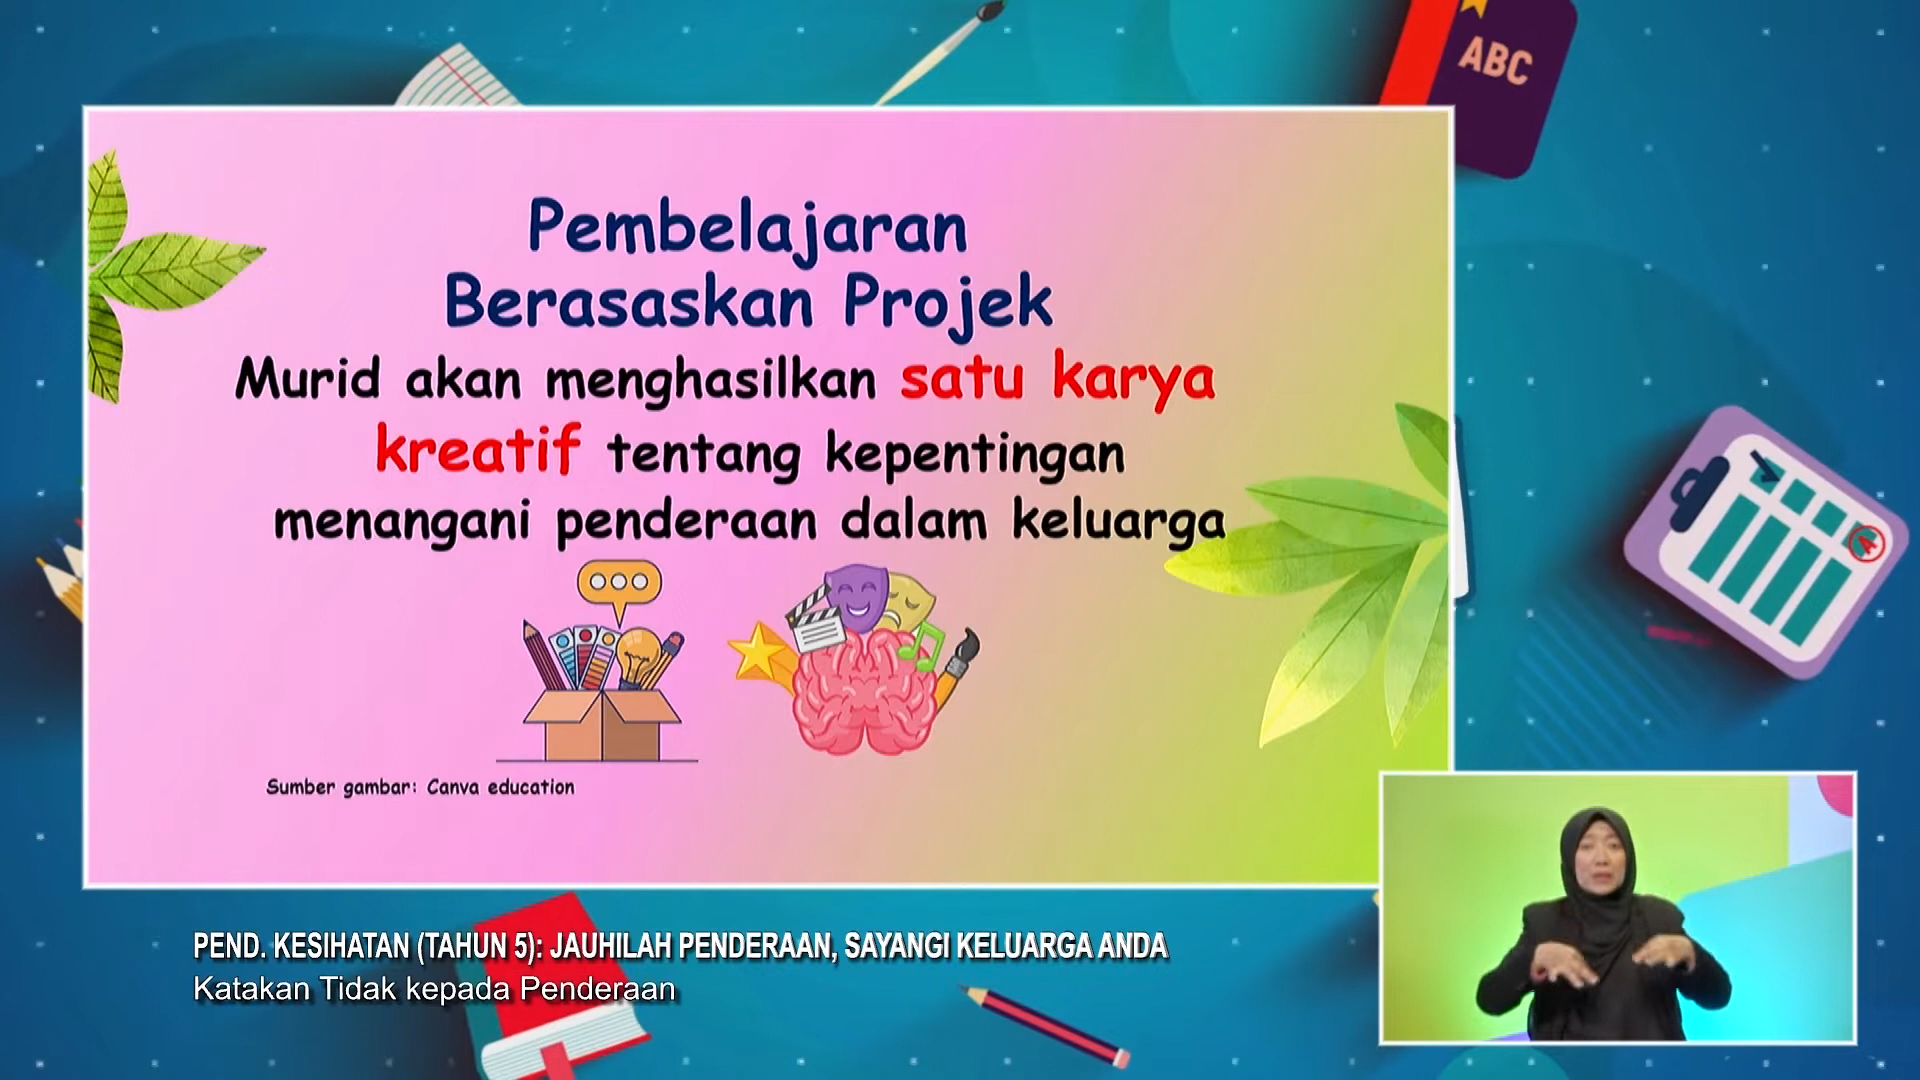 ABC
Pembelajaran
Berasaskan Projek
Murid akan menghasilkan satu karya
kreatif tentang kepentingan
menangani penderaan dalam keluarga
Sumber gambar: Canva education
A
PEND. KESIHATAN (TAHUN 5): JAUHILAH PENDERAAN, SAYANGI KELUARGA ANDA
Katakan Tidak kepada Penderaan